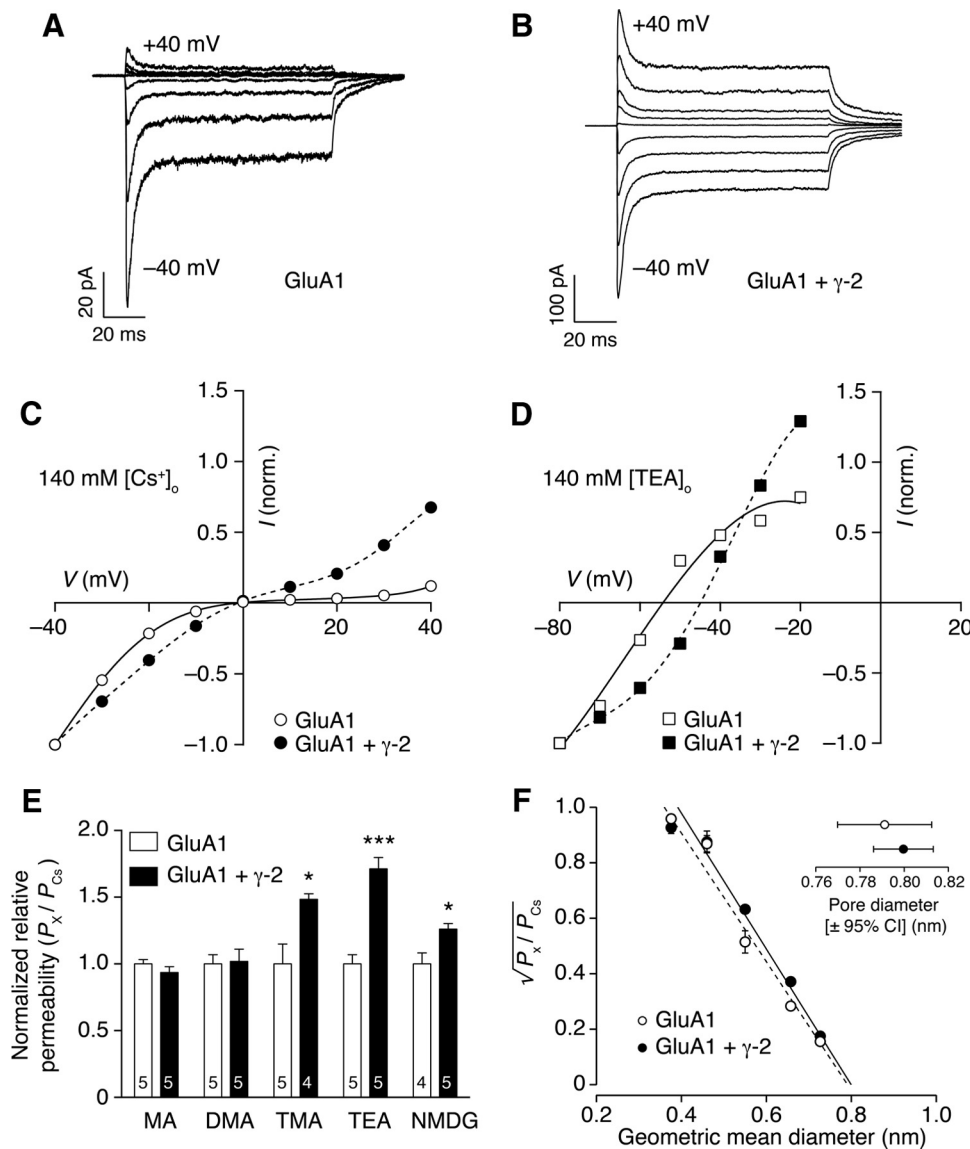 A
+40 mV
−40 mV
GluA1
20 pA
20 ms
B
+40 mV
−40 mV
GluA1 + γ-2
100 pA
20 ms
C
140 mM [Cs⁺]ₒ
I (norm.)
V (mV)
1.5
1.0
0.5
−0.5
−1.0
−40
−20
0
20
40
GluA1
GluA1 + γ-2
D
140 mM [TEA]ₒ
I (norm.)
V (mV)
1.5
1.0
0.5
−0.5
−1.0
−80
−40
−20
0
20
GluA1
GluA1 + γ-2
E
Normalized relative
permeability (Pₓ / P_Cs)
2.0
1.5
1.0
0.5
0
GluA1
GluA1 + γ-2
* *** *
5 5 5 5 5 4 5 5 4 5
MA DMA TMA TEA NMDG
F
√Pₓ / P_Cs
1.0
0.8
0.6
0.4
0.2
0
0.2 0.4 0.6 0.8 1.0
Geometric mean diameter (nm)
GluA1
GluA1 + γ-2
0.76 0.78 0.80 0.82
Pore diameter
[± 95% CI] (nm)